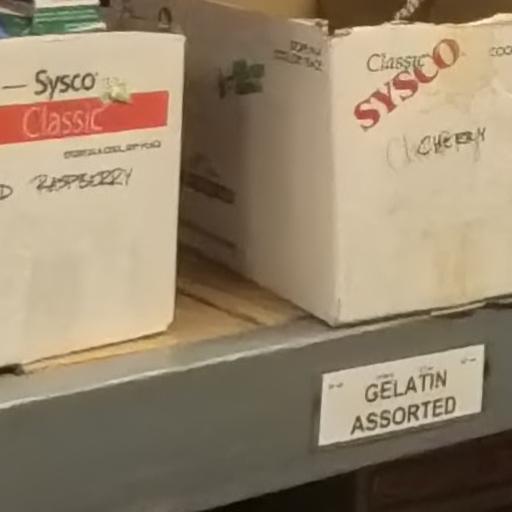 Sysco
Classic
RASPBERRY
Classic
SYSCO
CHERRY
GELATIN
ASSORTED